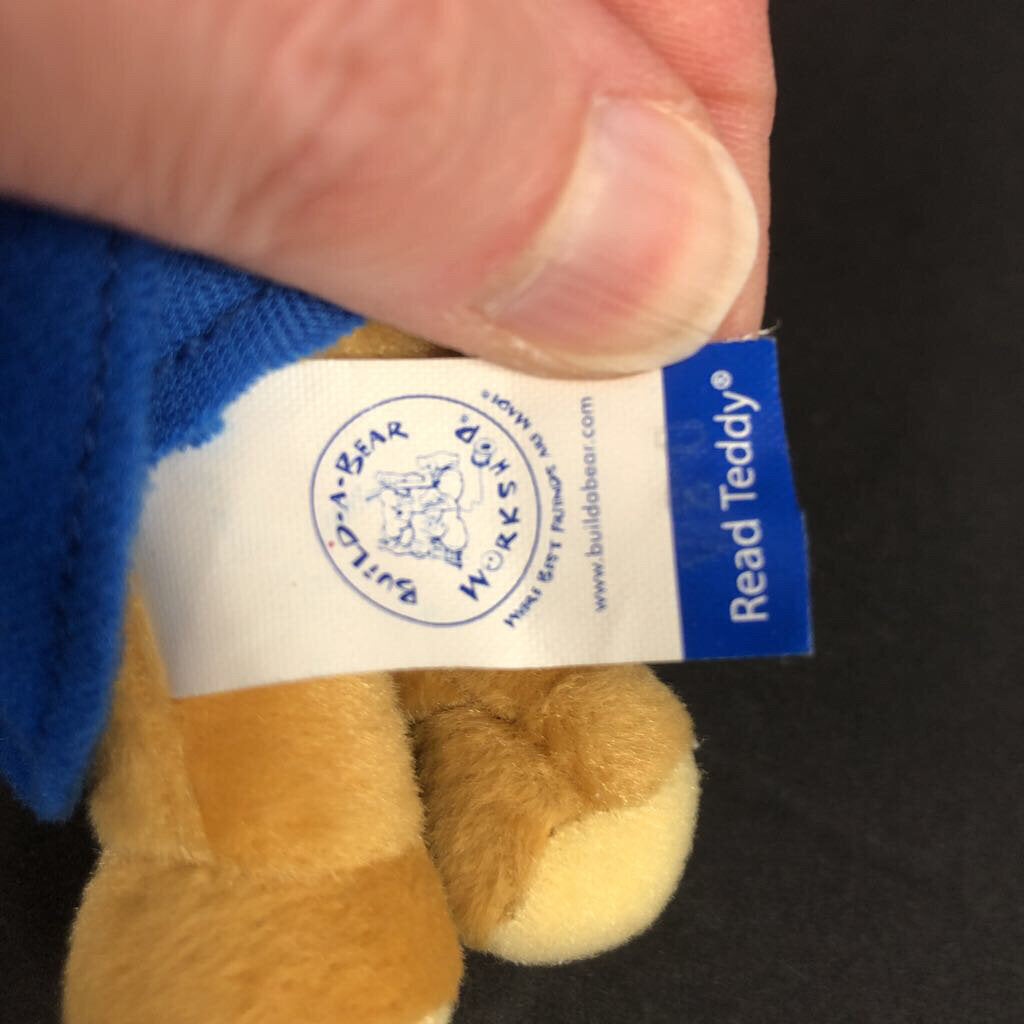 BUILD-A-BEAR
WORKSHOP®
WHERE BEST FRIENDS ARE MADE®
www.buildabear.com
Read Teddy®